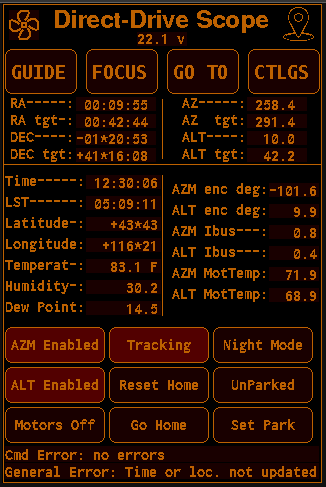 Direct-Drive Scope
22.1 v
GUIDE FOCUS GO TO CTLGS
RA-----: 00:09:55 AZ-----: 258.4
RA tgt-: 00:42:44 AZ tgt: 291.4
DEC----: -01*20:53 ALT----: 10.0
DEC tgt: +41*16:08 ALT tgt: 42.2
Time------: 12:30:06 AZM enc deg: -101.6
LST-----: 05:09:11 ALT enc deg: 9.9
Latitude-: +43*43 AZM Ibus---: 0.8
Longitude: +116*21 ALT Ibus---: 0.4
Temperat-: 83.1 F AZM MotTemp: 71.9
Humidity-: 30.2 ALT MotTemp: 68.9
Dew Point: 14.5
AZM Enabled Tracking Night Mode
ALT Enabled Reset Home UnParked
Motors Off Go Home Set Park
Cmd Error: no errors
General Error: Time or loc. not updated